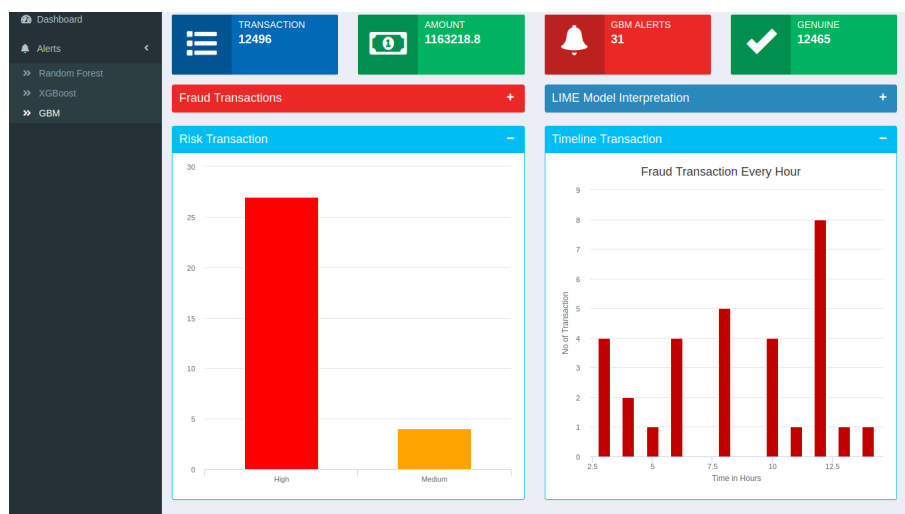 Dashboard
Alerts
Random Forest
XGBoost
GBM
TRANSACTION
12496
AMOUNT
1163218.8
GBM ALERTS
31
GENUINE
12465
Fraud Transactions
LIME Model Interpretation
Risk Transaction
30
25
20
15
10
5
0
High
Medium
Timeline Transaction
Fraud Transaction Every Hour
No of Transaction
9
8
7
6
5
4
3
2
1
0
2.5
5
7.5
10
12.5
Time in Hours